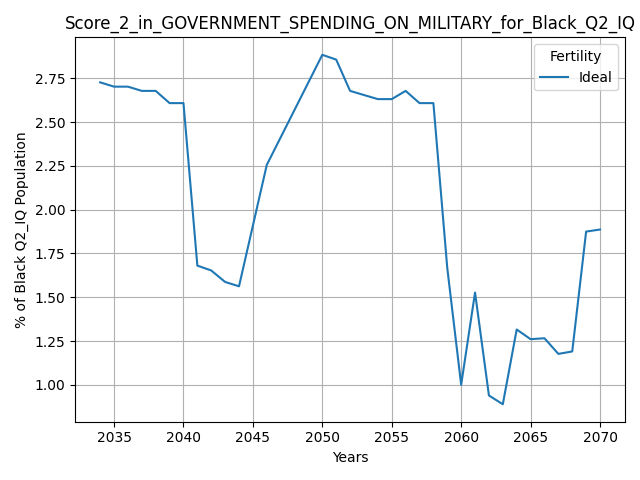 Score_2_in_GOVERNMENT_SPENDING_ON_MILITARY_for_Black_Q2_IQ
Fertility
Ideal
2.75
2.50
2.25
2.00
1.75
1.50
1.25
1.00
% of Black Q2_IQ Population
2035 2040 2045 2050 2055 2060 2065 2070
Years